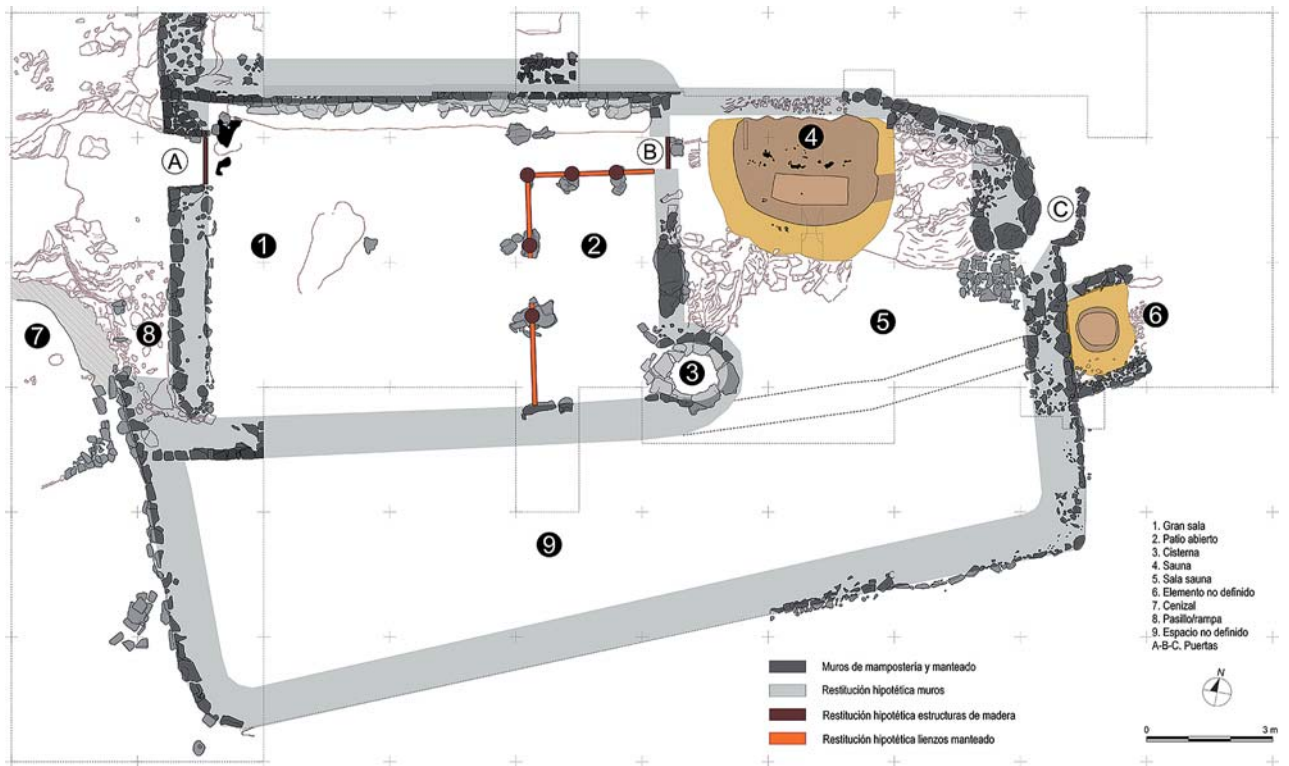 A
B
4
C
1
2
5
6
7
8
3
9
1. Gran sala
2. Patio abierto
3. Cisterna
4. Sauna
5. Sala sauna
6. Elemento no definido
7. Cenizal
8. Pasillo/rampa
9. Espacio no definido
A-B-C. Puertas
Muros de mampostería y manteado
Restitución hipotética muros
Restitución hipotética estructuras de madera
Restitución hipotética lienzos manteado
N
0 3 m